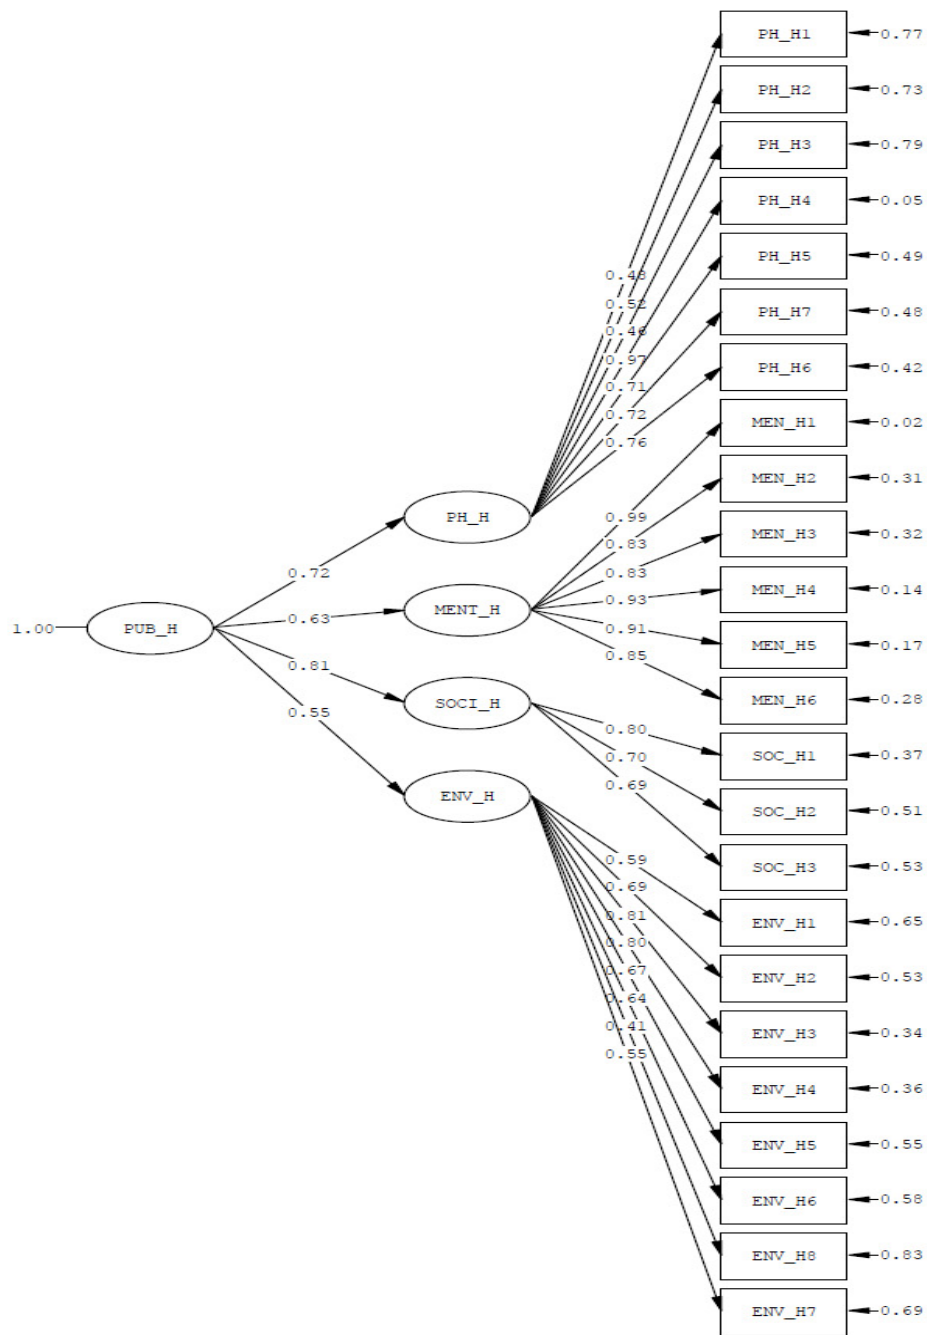 PH_H1 0.77
PH_H2 0.73
PH_H3 0.79
PH_H4 0.05
PH_H5 0.49
0.48
0.52
PH_H7 0.48
0.46
0.97
PH_H6 0.42
0.71
0.72
MEN_H1 0.02
0.76
MEN_H2 0.31
PH_H
0.99
MEN_H3 0.32
0.83
0.72
0.83
MEN_H4 0.14
0.63
MENT_H
0.93
1.00
PUB_H
0.91
MEN_H5 0.17
0.85
0.81
MEN_H6 0.28
SOCI_H
0.55
0.80
SOC_H1 0.37
0.70
0.69
ENV_H
SOC_H2 0.51
0.59
SOC_H3 0.53
0.69
0.81
ENV_H1 0.65
0.80
0.67
ENV_H2 0.53
0.64
0.41
ENV_H3 0.34
0.55
ENV_H4 0.36
ENV_H5 0.55
ENV_H6 0.58
ENV_H8 0.83
ENV_H7 0.69